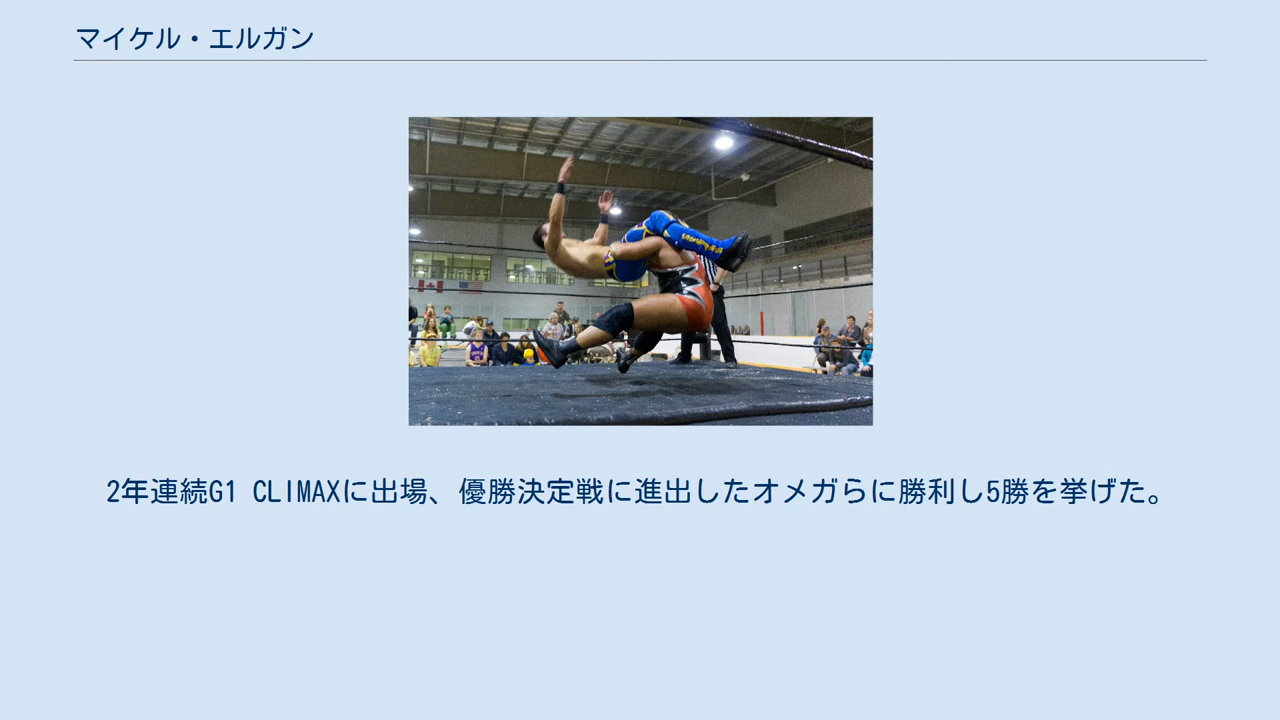 マイケル・エルガン
2年連続G1 CLIMAXに出場、優勝決定戦に進出したオメガらに勝利し5勝を挙げた。